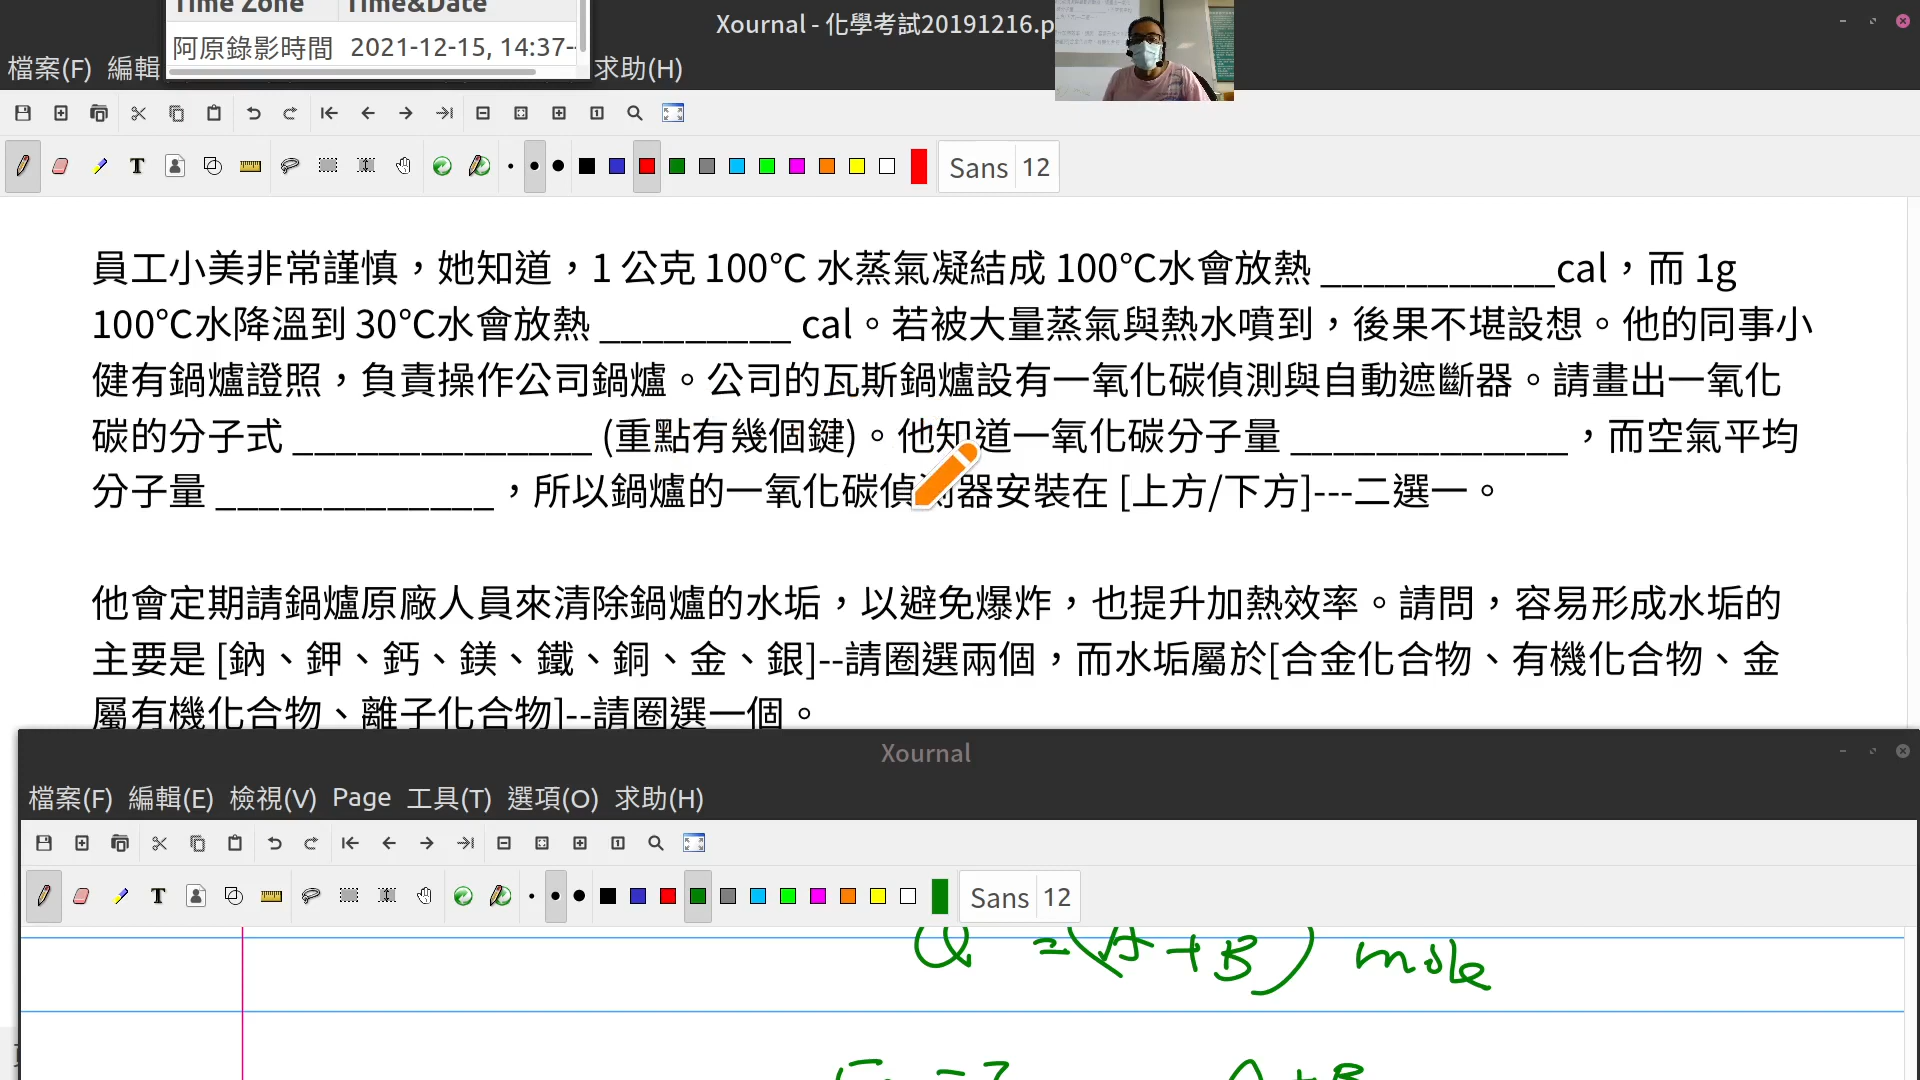 Time Zone Time&Date
阿原錄影時間 2021-12-15, 14:37-
Xournal - 化學考試20191216.p
檔案(F) 編輯 求助(H)
Sans 12
員工小美非常謹慎，她知道，1 公克 100℃ 水蒸氣凝結成 100℃水會放熱 ___________cal，而 1g
100℃水降溫到 30℃水會放熱 _________ cal。若被大量蒸氣與熱水噴到，後果不堪設想。他的同事小
健有鍋爐證照，負責操作公司鍋爐。公司的瓦斯鍋爐設有一氧化碳偵測與自動遮斷器。請畫出一氧化
碳的分子式 ______________ (重點有幾個鍵)。他知道一氧化碳分子量 _____________，而空氣平均
分子量 _____________，所以鍋爐的一氧化碳偵測器安裝在 [上方/下方]---二選一。
他會定期請鍋爐原廠人員來清除鍋爐的水垢，以避免爆炸，也提升加熱效率。請問，容易形成水垢的
主要是 [鈉、鉀、鈣、鎂、鐵、銅、金、銀]--請圈選兩個，而水垢屬於[合金化合物、有機化合物、金
屬有機化合物、離子化合物]--請圈選一個。
Xournal
檔案(F) 編輯(E) 檢視(V) Page 工具(T) 選項(O) 求助(H)
Sans 12
Q =(A+B) mole
A+B